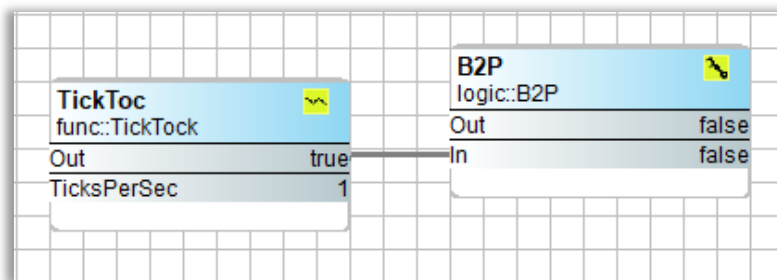 TickToc
func::TickTock
Out true
TicksPerSec 1
B2P
logic::B2P
Out false
In false